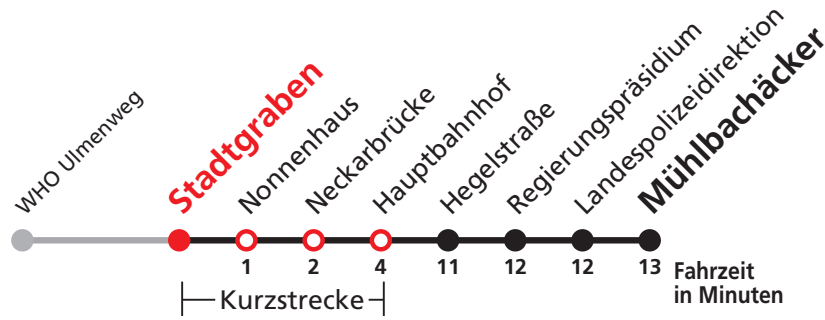 WHO Ulmenweg
Stadtgraben
Nonnenhaus
Neckarbrücke
Hauptbahnhof
Hegelstraße
Regierungspräsidium
Landespolizeidirektion
Mühlbachäcker
1 2 4 11 12 12 13 Fahrzeit
in Minuten
Kurzstrecke